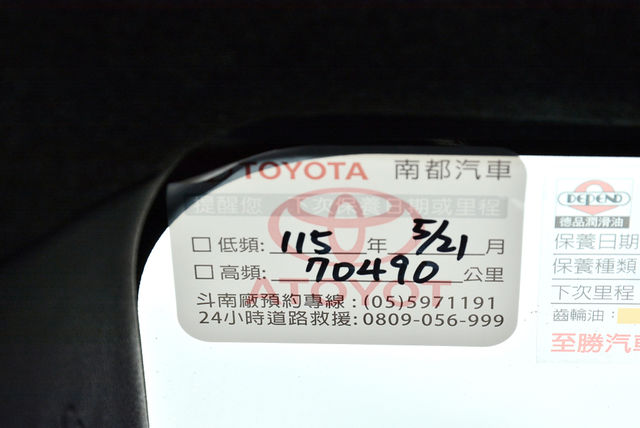 TOYOTA 南都汽車
提醒您 下次保養日期或里程
□低頻: 115 年 5/21 月
□高頻: 70490 公里
斗南廠預約專線:(05)5971191
24小時道路救援:0809-056-999
TOYOTA
DEPEND
德品潤滑油
保養日期
保養種類
下次里程
齒輪油:
至勝汽車